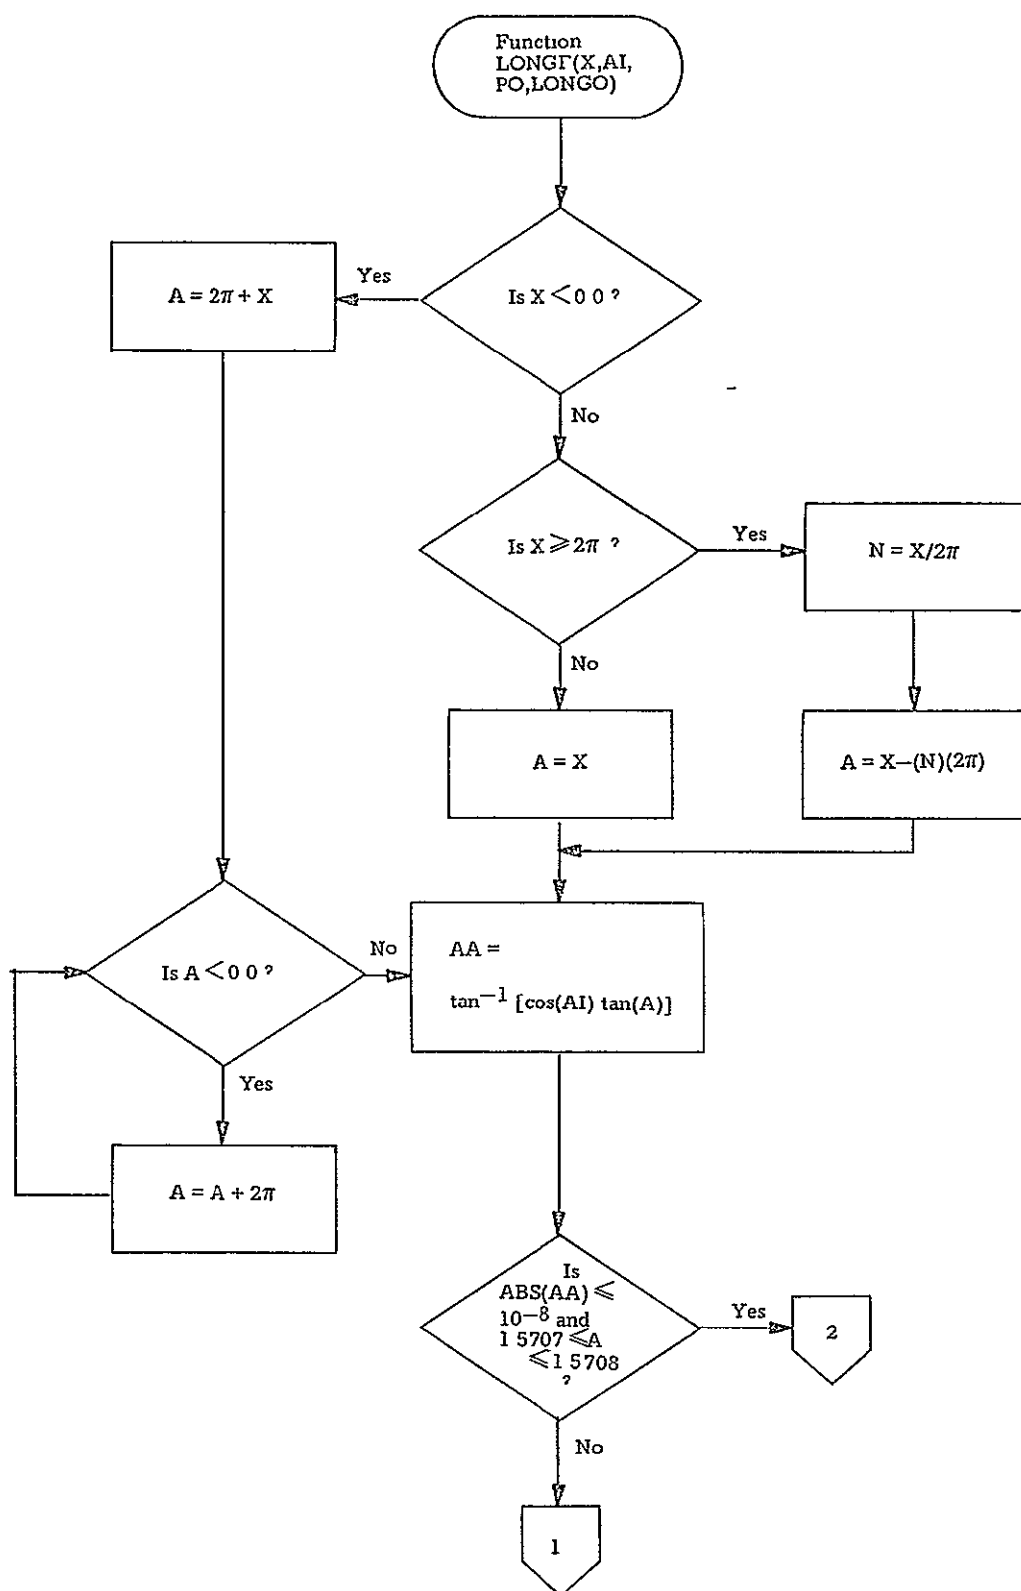 Function
LONGF(X,AI,
PO,LONGO)
Yes
A = 2π + X
Is X < 0 0 ?
No
Is X ⩾ 2π ?
Yes
N = X/2π
No
A = X
A = X—(N)(2π)
Is A < 0 0 ?
No
AA =
tan—1 [cos(AI) tan(A)]
Yes
A = A + 2π
Is
ABS(AA) ⩽
10—8 and
1 5707 ⩽A
⩽1 5708
?
Yes
2
No
1